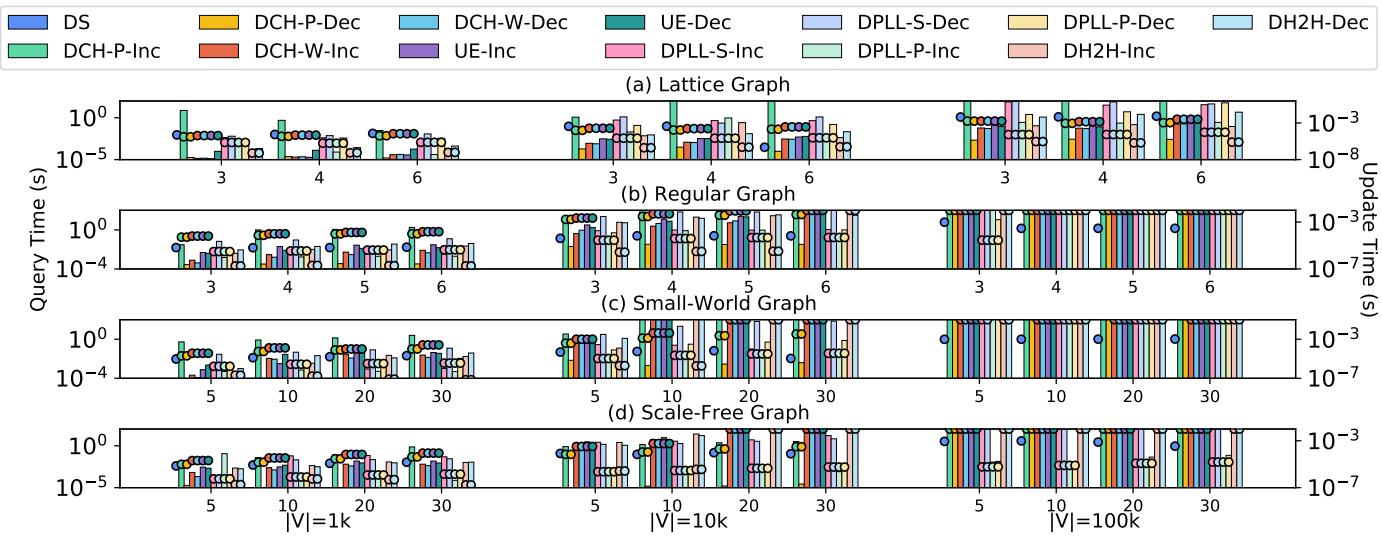 DS DCH-P-Dec DCH-W-Dec UE-Dec DPLL-S-Dec DPLL-P-Dec DH2H-Dec
DCH-P-Inc DCH-W-Inc UE-Inc DPLL-S-Inc DPLL-P-Inc DH2H-Inc
(a) Lattice Graph
10^0 10^-3
10^-5 10^-8
3 4 6 3 4 6 3 4 6
(b) Regular Graph
10^0 10^-3
10^-4 10^-7
3 4 5 6 3 4 5 6 3 4 5 6
Query Time (s)
Update Time (s)
(c) Small-World Graph
10^0 10^-3
10^-4 10^-7
5 10 20 30 5 10 20 30 5 10 20 30
(d) Scale-Free Graph
10^0 10^-3
10^-5 10^-7
5 10 20 30 5 10 20 30 5 10 20 30
|V|=1k |V|=10k |V|=100k